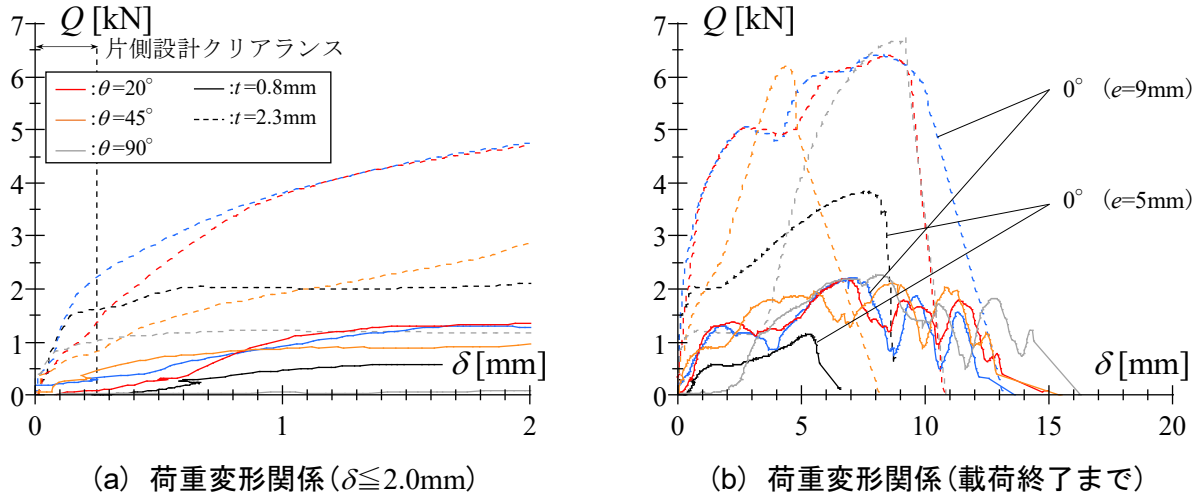 Q [kN]
7
6
5
4
3
2
1
0
片側設計クリアランス
:θ=20° :t=0.8mm
:θ=45° :t=2.3mm
:θ=90°
δ [mm]
0 1 2
(a) 荷重変形関係(δ≦2.0mm)
Q [kN]
7
6
5
4
3
2
1
0
0° (e=9mm)
0° (e=5mm)
δ [mm]
0 5 10 15 20
(b) 荷重変形関係(載荷終了まで)